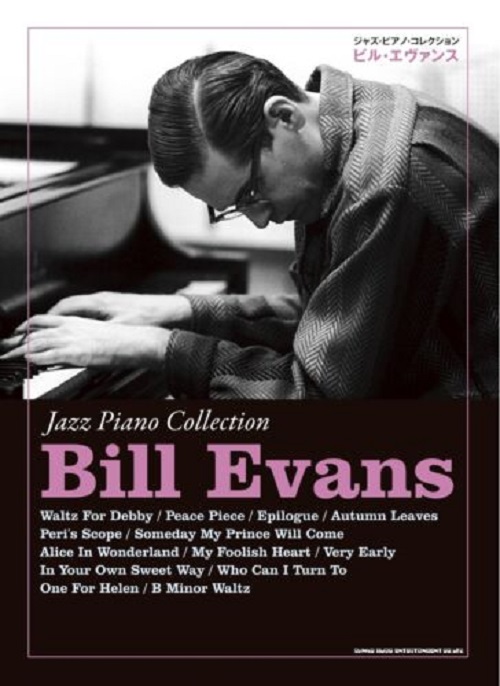 ジャズ・ピアノ・コレクション
ビル・エヴァンス
Jazz Piano Collection
Bill Evans
Waltz For Debby / Peace Piece / Epilogue / Autumn Leaves
Peri's Scope / Someday My Prince Will Come
Alice In Wonderland / My Foolish Heart / Very Early
In Your Own Sweet Way / Who Can I Turn To
One For Helen / B Minor Waltz